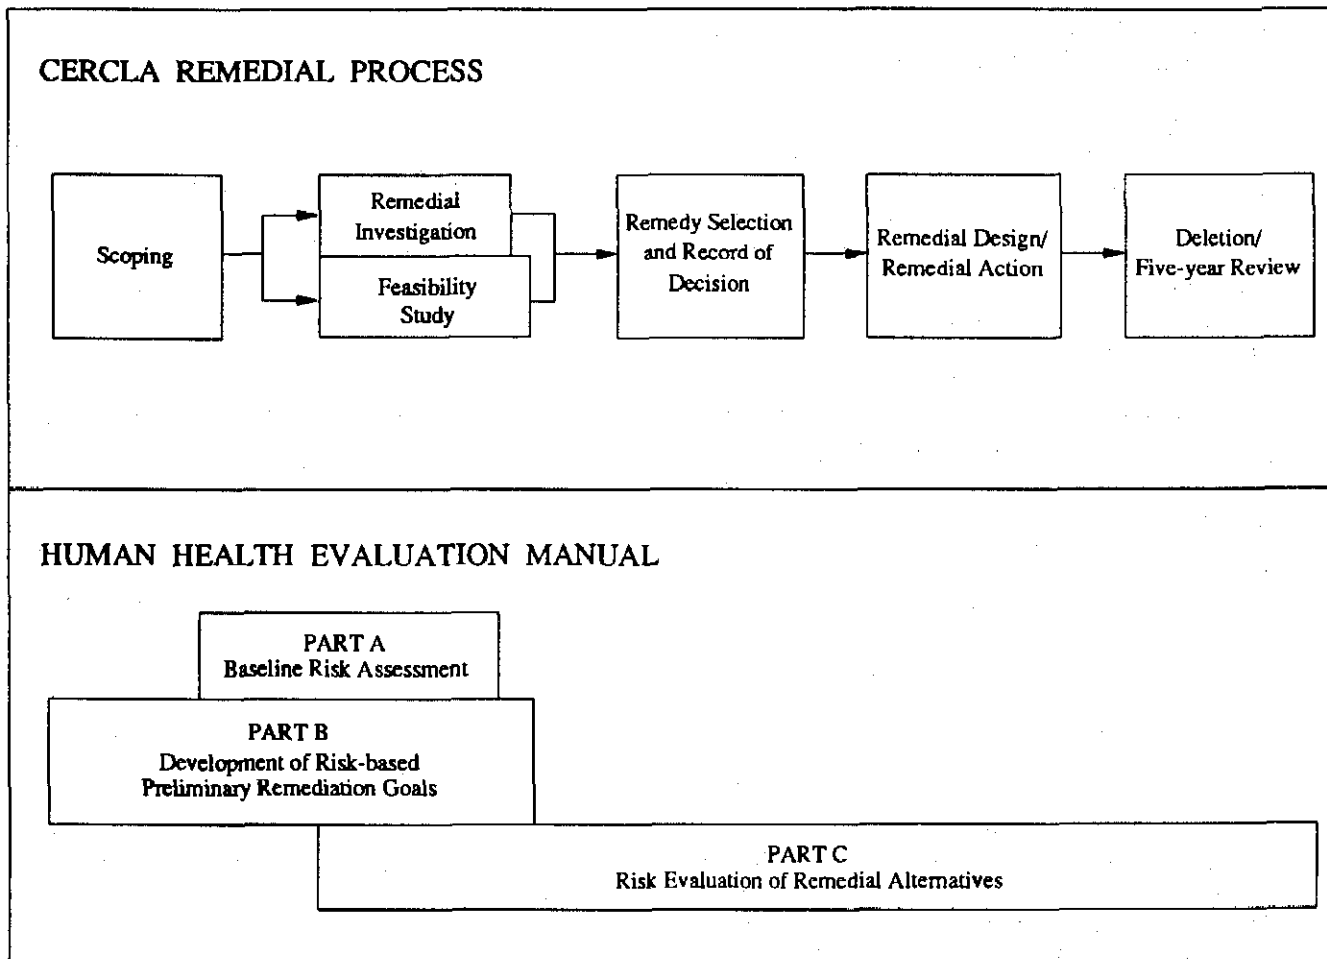 CERCLA REMEDIAL PROCESS
Scoping
Remedial
Investigation
Feasibility
Study
Remedy Selection
and Record of
Decision
Remedial Design/
Remedial Action
Deletion/
Five-year Review
HUMAN HEALTH EVALUATION MANUAL
PART A
Baseline Risk Assessment
PART B
Development of Risk-based
Preliminary Remediation Goals
PART C
Risk Evaluation of Remedial Alternatives